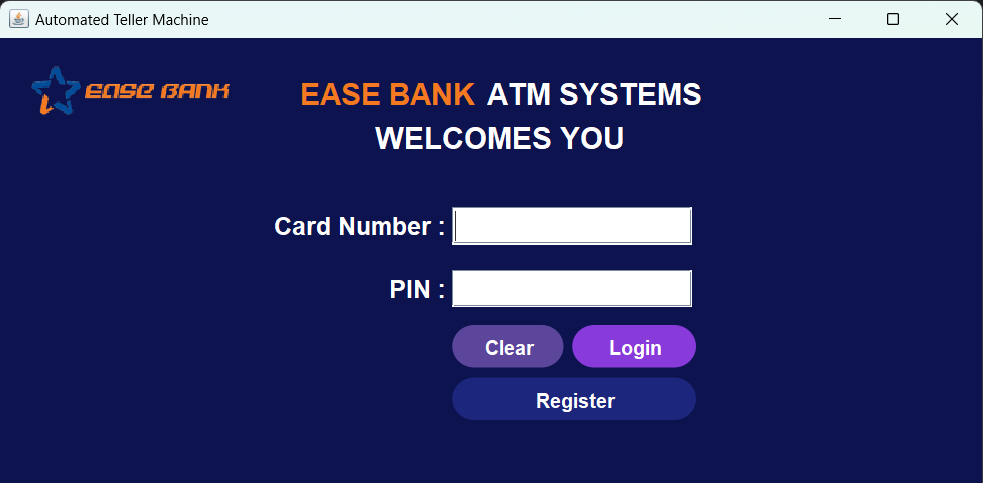 Automated Teller Machine
EASE BANK
EASE BANK ATM SYSTEMS
WELCOMES YOU
Card Number :
PIN :
Clear
Login
Register